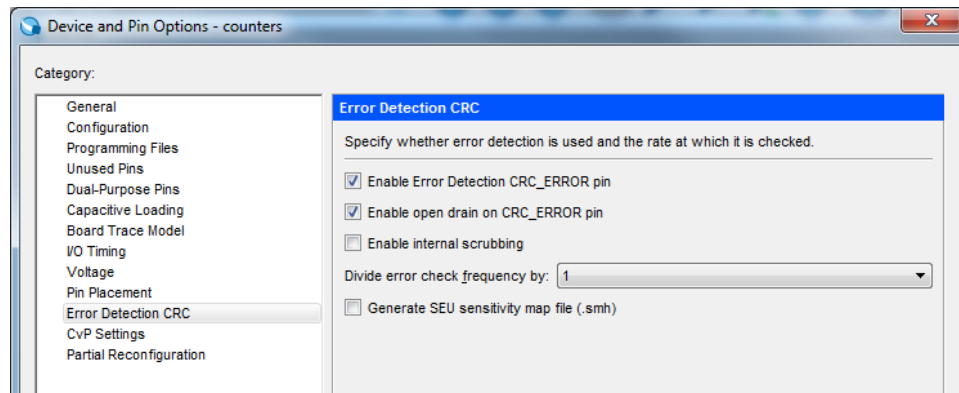 Device and Pin Options - counters
Category:
General
Configuration
Programming Files
Unused Pins
Dual-Purpose Pins
Capacitive Loading
Board Trace Model
I/O Timing
Voltage
Pin Placement
Error Detection CRC
CvP Settings
Partial Reconfiguration
Error Detection CRC
Specify whether error detection is used and the rate at which it is checked.
Enable Error Detection CRC_ERROR pin
Enable open drain on CRC_ERROR pin
Enable internal scrubbing
Divide error check frequency by: 1
Generate SEU sensitivity map file (.smh)